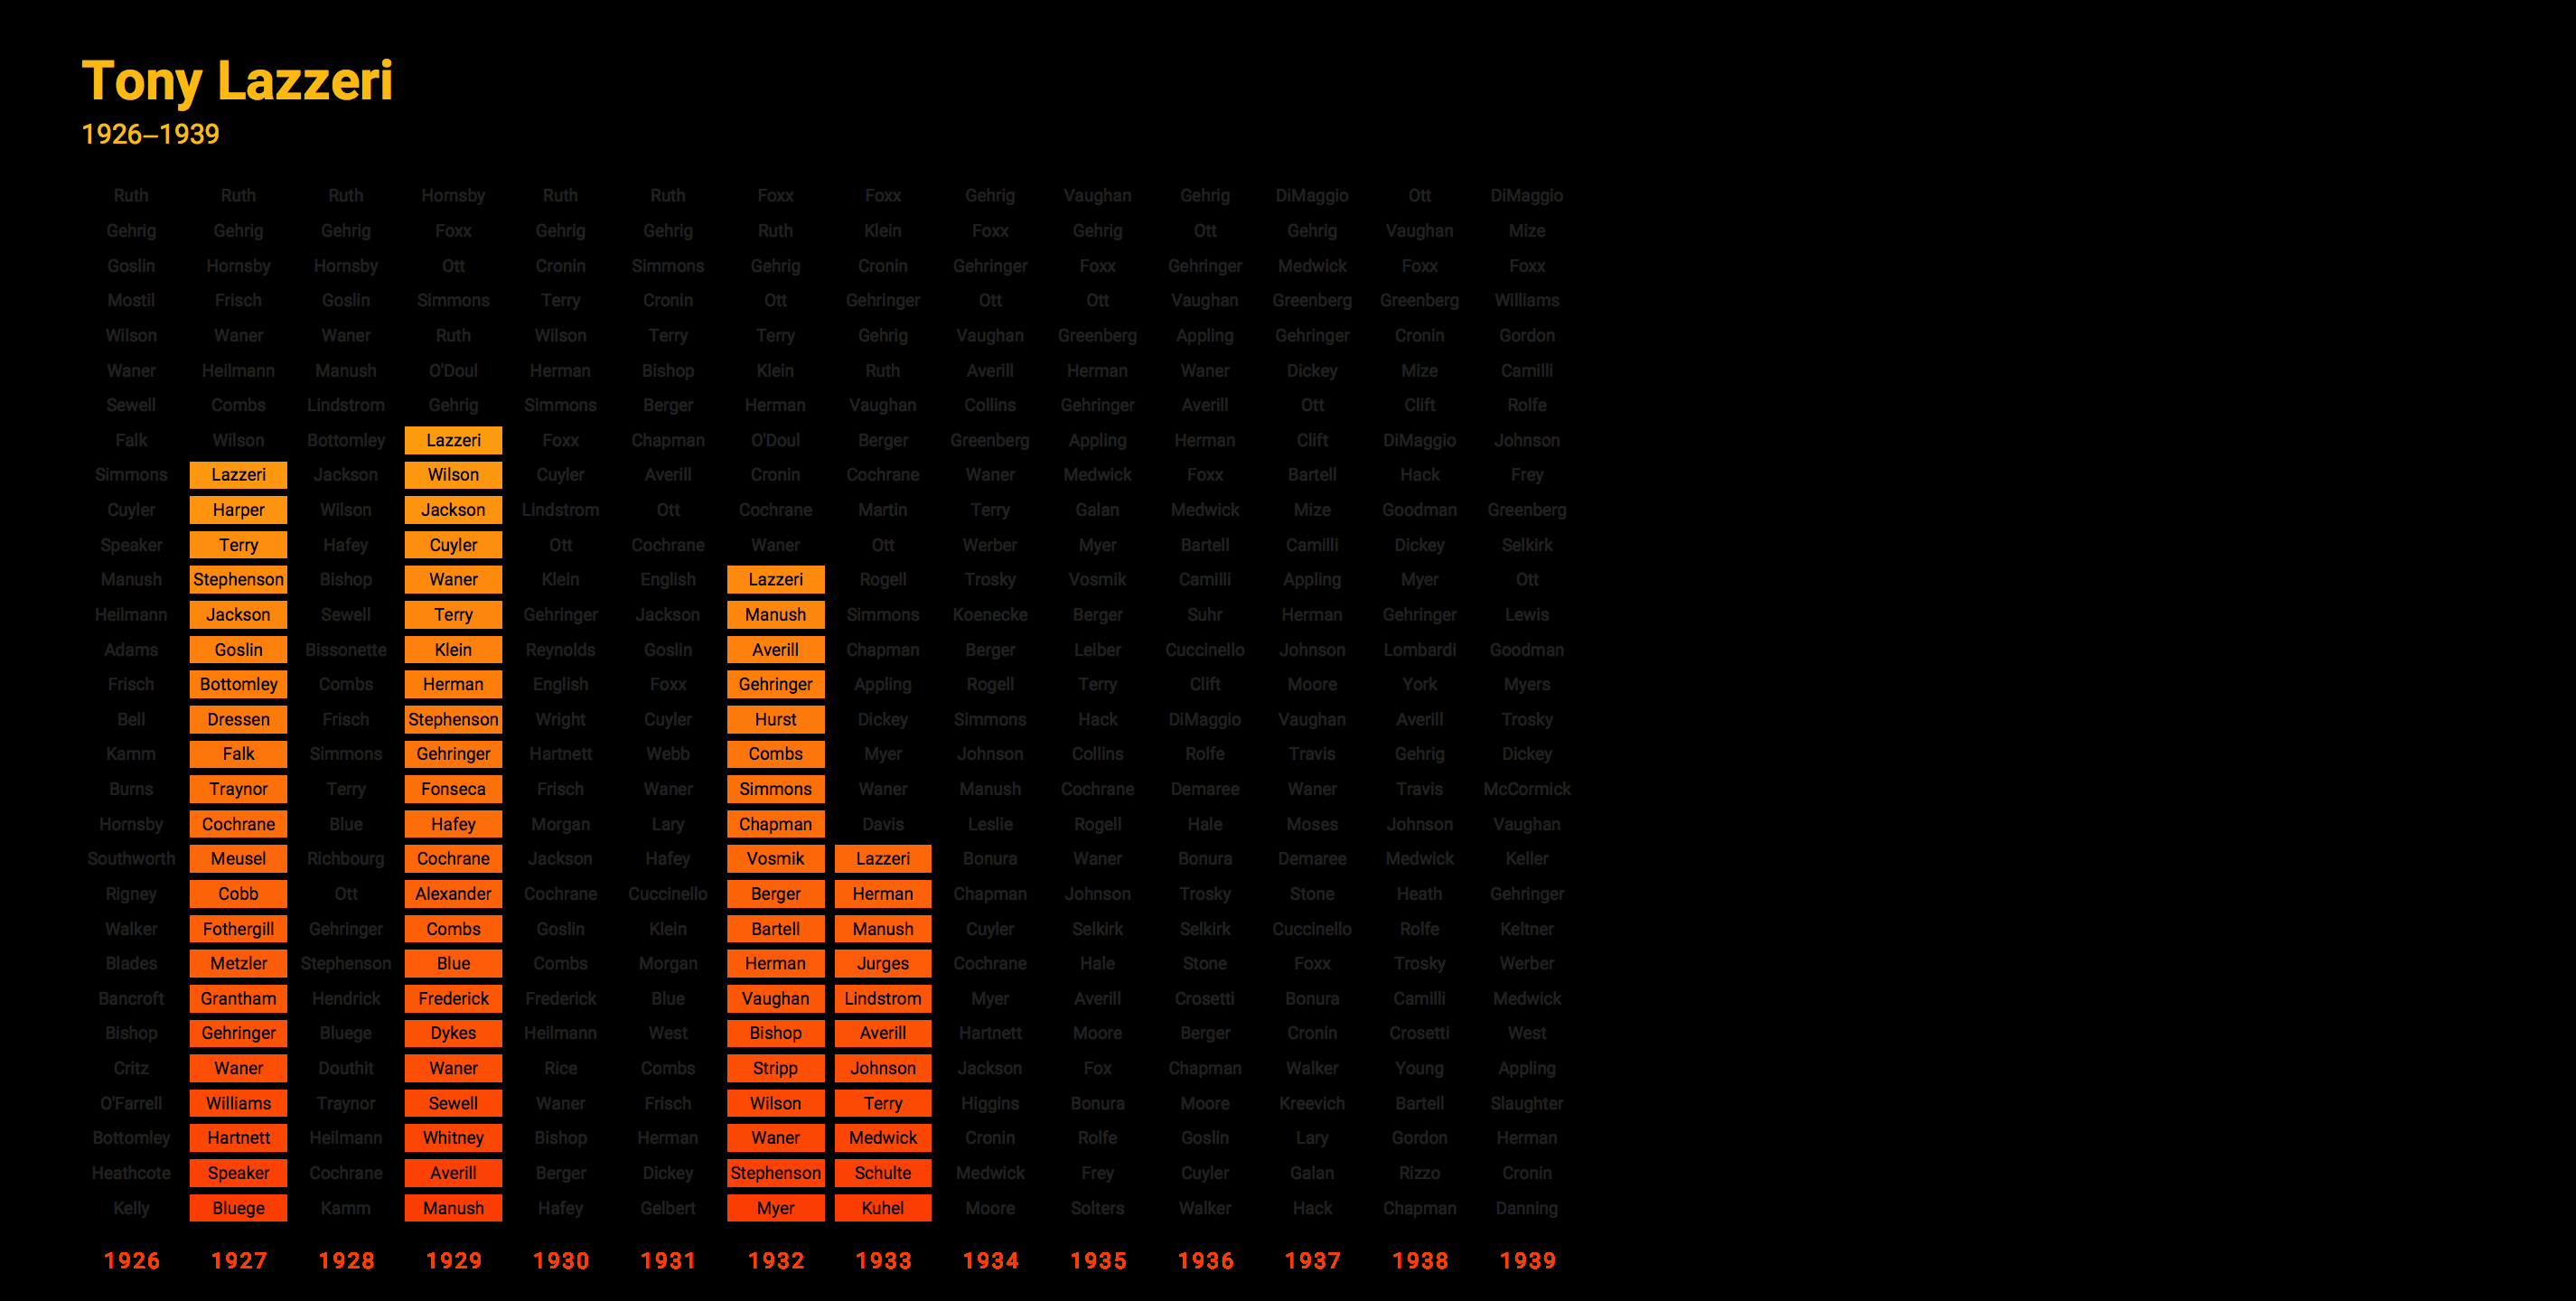 Tony Lazzeri
1926–1939
Ruth Ruth Ruth Hornsby Ruth Ruth Foxx Foxx Gehrig Vaughan Gehrig DiMaggio Ott DiMaggio
Gehrig Gehrig Gehrig Foxx Gehrig Gehrig Ruth Klein Foxx Gehrig Ott Gehrig Vaughan Mize
Goslin Hornsby Hornsby Ott Cronin Simmons Gehrig Cronin Gehringer Foxx Gehringer Medwick Foxx Foxx
Mostil Frisch Goslin Simmons Terry Cronin Ott Gehringer Ott Ott Vaughan Greenberg Greenberg Williams
Wilson Waner Waner Ruth Wilson Terry Terry Gehrig Vaughan Greenberg Appling Gehringer Cronin Gordon
Waner Heilmann Manush O'Doul Herman Bishop Klein Ruth Averill Herman Waner Dickey Mize Camilli
Sewell Combs Lindstrom Gehrig Simmons Berger Herman Vaughan Collins Gehringer Averill Ott Clift Rolfe
Falk Wilson Bottomley Lazzeri Foxx Chapman O'Doul Berger Greenberg Appling Herman Clift DiMaggio Johnson
Simmons Lazzeri Jackson Wilson Cuyler Averill Cronin Cochrane Waner Medwick Foxx Bartell Hack Frey
Cuyler Harper Wilson Jackson Lindstrom Ott Cochrane Martin Terry Galan Medwick Mize Goodman Greenberg
Speaker Terry Hafey Cuyler Ott Cochrane Waner Ott Werber Myer Bartell Camilli Dickey Selkirk
Manush Stephenson Bishop Waner Klein English Lazzeri Rogell Trosky Vosmik Camilli Appling Myer Ott
Heilmann Jackson Sewell Terry Gehringer Jackson Manush Simmons Koenecke Berger Suhr Herman Gehringer Lewis
Adams Goslin Bissonette Klein Reynolds Goslin Averill Chapman Berger Leiber Cuccinello Johnson Lombardi Goodman
Frisch Bottomley Combs Herman English Foxx Gehringer Appling Rogell Terry Clift Moore York Myers
Bell Dressen Frisch Stephenson Wright Cuyler Hurst Dickey Simmons Hack DiMaggio Vaughan Averill Trosky
Kamm Falk Simmons Gehringer Hartnett Webb Combs Myer Johnson Collins Rolfe Travis Gehrig Dickey
Burns Traynor Terry Fonseca Frisch Waner Simmons Waner Manush Cochrane Demaree Waner Travis McCormick
Hornsby Cochrane Blue Hafey Morgan Lary Chapman Davis Leslie Rogell Hale Moses Johnson Vaughan
Southworth Meusel Richbourg Cochrane Jackson Hafey Vosmik Lazzeri Bonura Waner Bonura Demaree Medwick Keller
Rigney Cobb Ott Alexander Cochrane Cuccinello Berger Herman Chapman Johnson Trosky Stone Heath Gehringer
Walker Fothergill Gehringer Combs Goslin Klein Bartell Manush Cuyler Selkirk Selkirk Cuccinello Rolfe Keltner
Blades Metzler Stephenson Blue Combs Morgan Herman Jurges Cochrane Hale Stone Foxx Trosky Werber
Bancroft Grantham Hendrick Frederick Frederick Blue Vaughan Lindstrom Myer Averill Crosetti Bonura Camilli Medwick
Bishop Gehringer Bluege Dykes Heilmann West Bishop Averill Hartnett Moore Berger Cronin Crosetti West
Critz Waner Douthit Waner Rice Combs Stripp Johnson Jackson Fox Chapman Walker Young Appling
O'Farrell Williams Traynor Sewell Waner Frisch Wilson Terry Higgins Bonura Moore Kreevich Bartell Slaughter
Bottomley Hartnett Heilmann Whitney Bishop Herman Waner Medwick Cronin Rolfe Goslin Lary Gordon Herman
Heathcote Speaker Cochrane Averill Berger Dickey Stephenson Schulte Medwick Frey Cuyler Galan Rizzo Cronin
Kelly Bluege Kamm Manush Hafey Gelbert Myer Kuhel Moore Solters Walker Hack Chapman Danning
1926 1927 1928 1929 1930 1931 1932 1933 1934 1935 1936 1937 1938 1939